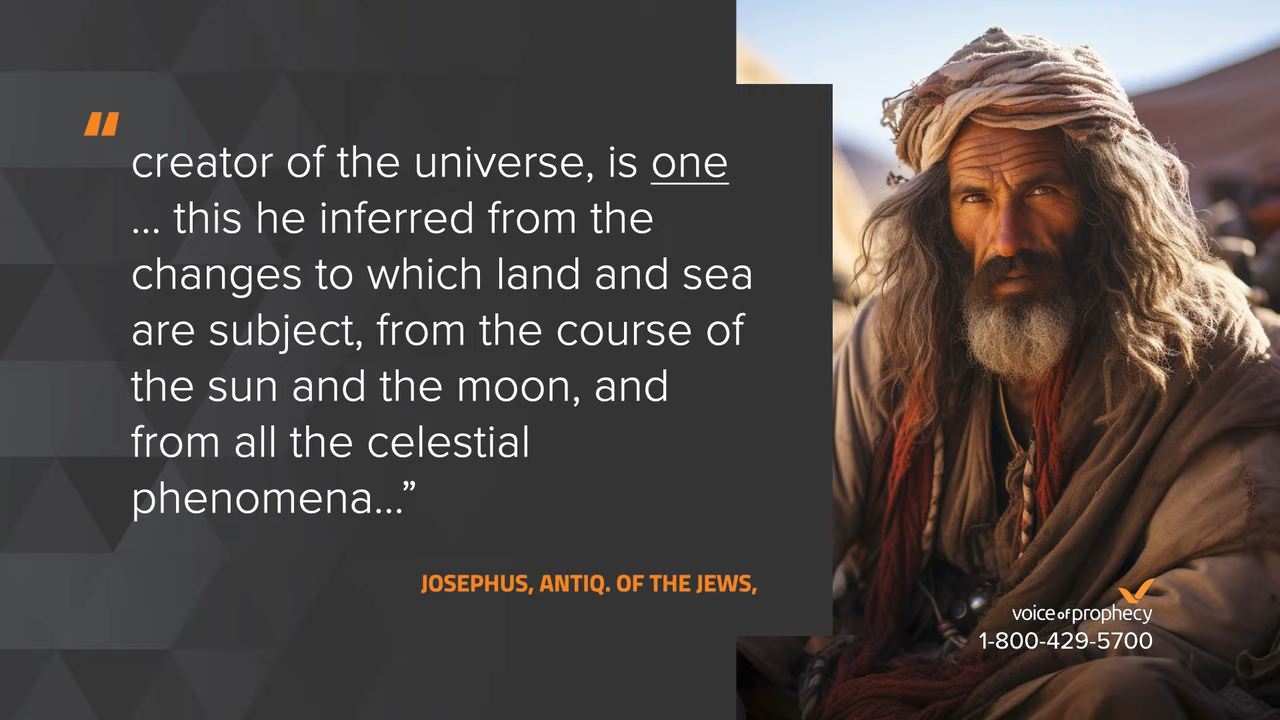 “
creator of the universe, is one
... this he inferred from the
changes to which land and sea
are subject, from the course of
the sun and the moon, and
from all the celestial
phenomena...”
JOSEPHUS, ANTIQ. OF THE JEWS,
voice of prophecy
1-800-429-5700